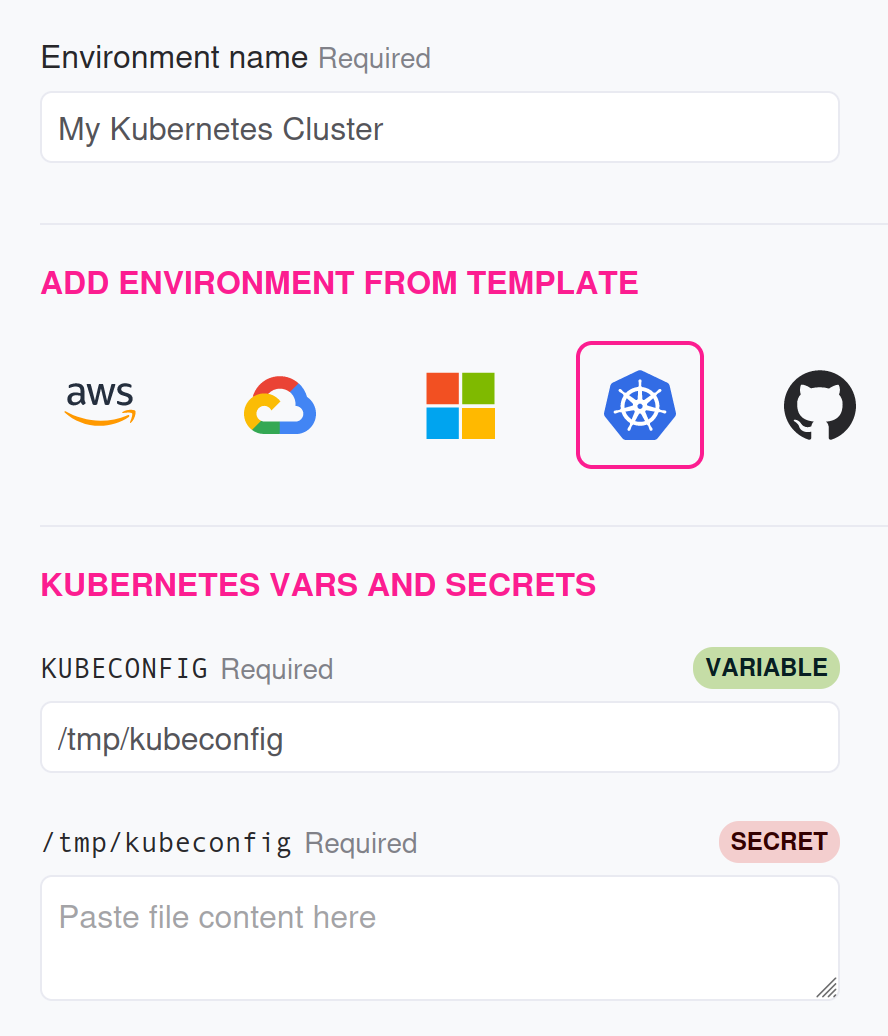 Environment name Required
My Kubernetes Cluster
ADD ENVIRONMENT FROM TEMPLATE
aws
KUBERNETES VARS AND SECRETS
KUBECONFIG Required VARIABLE
/tmp/kubeconfig
/tmp/kubeconfig Required SECRET
Paste file content here